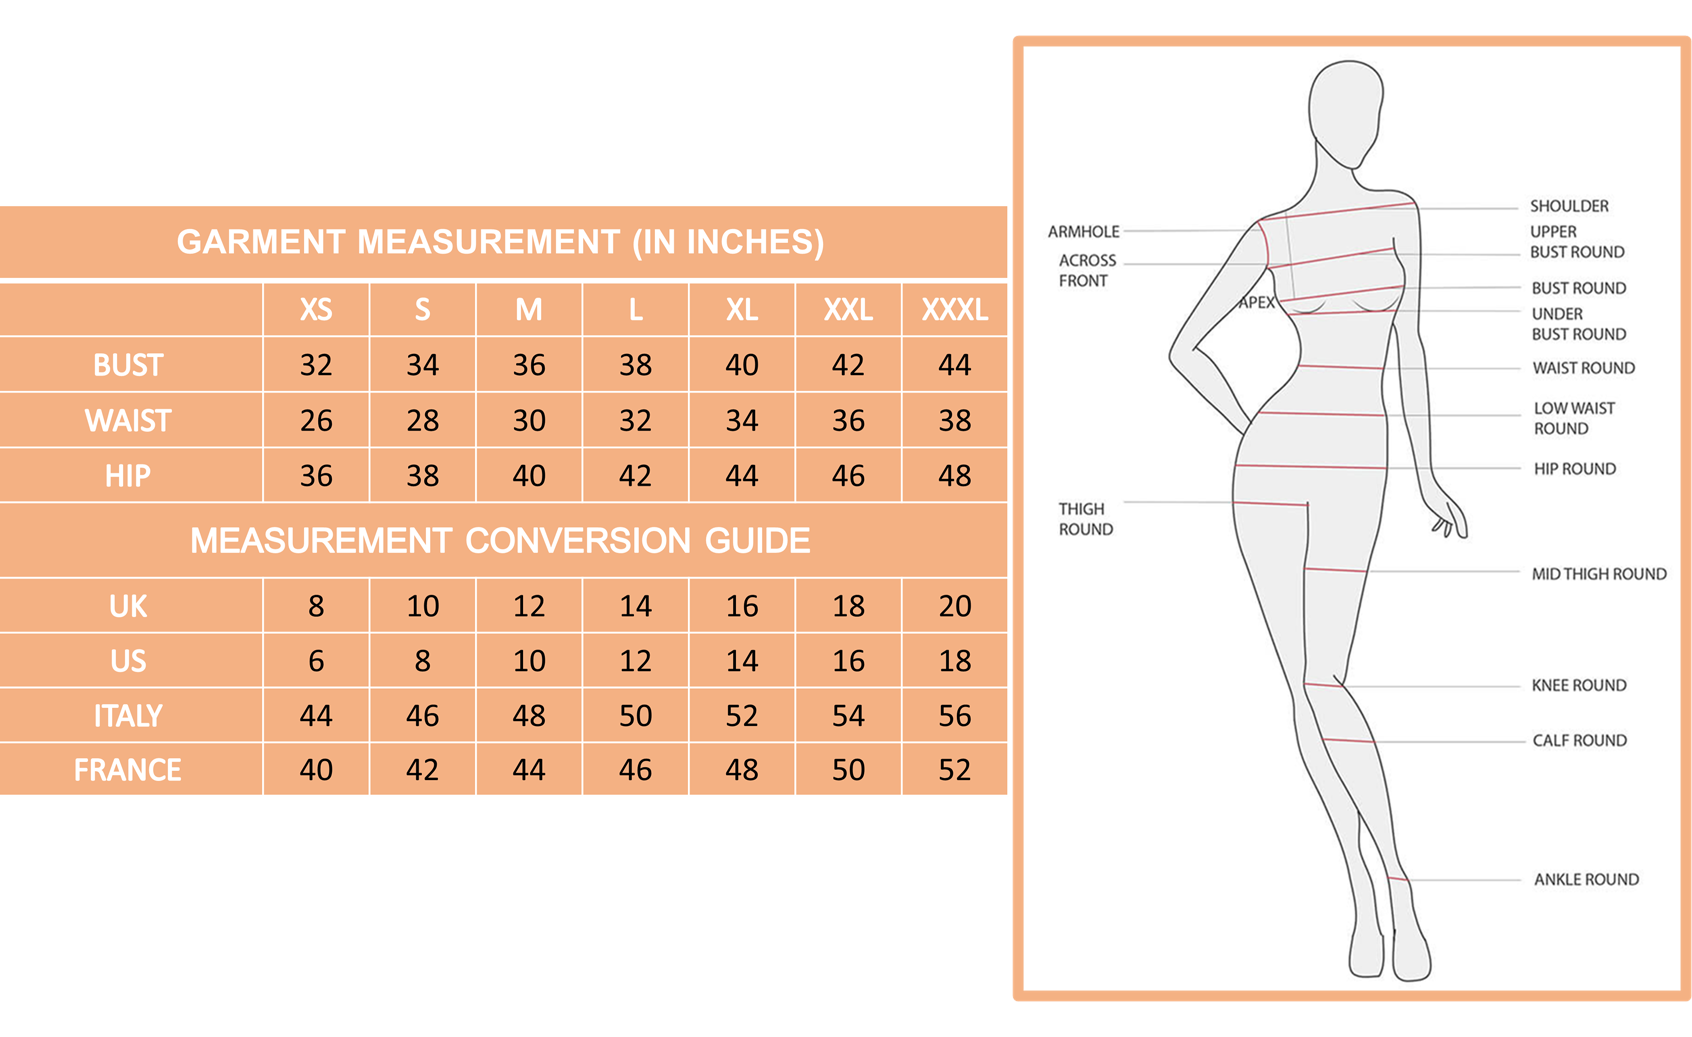 GARMENT MEASUREMENT (IN INCHES)
XS S M L XL XXL XXXL
BUST 32 34 36 38 40 42 44
WAIST 26 28 30 32 34 36 38
HIP 36 38 40 42 44 46 48
MEASUREMENT CONVERSION GUIDE
UK 8 10 12 14 16 18 20
US 6 8 10 12 14 16 18
ITALY 44 46 48 50 52 54 56
FRANCE 40 42 44 46 48 50 52
ARMHOLE
ACROSS
FRONT
APEX
THIGH
ROUND
SHOULDER
UPPER
BUST ROUND
BUST ROUND
UNDER
BUST ROUND
WAIST ROUND
LOW WAIST
ROUND
HIP ROUND
MID THIGH ROUND
KNEE ROUND
CALF ROUND
ANKLE ROUND